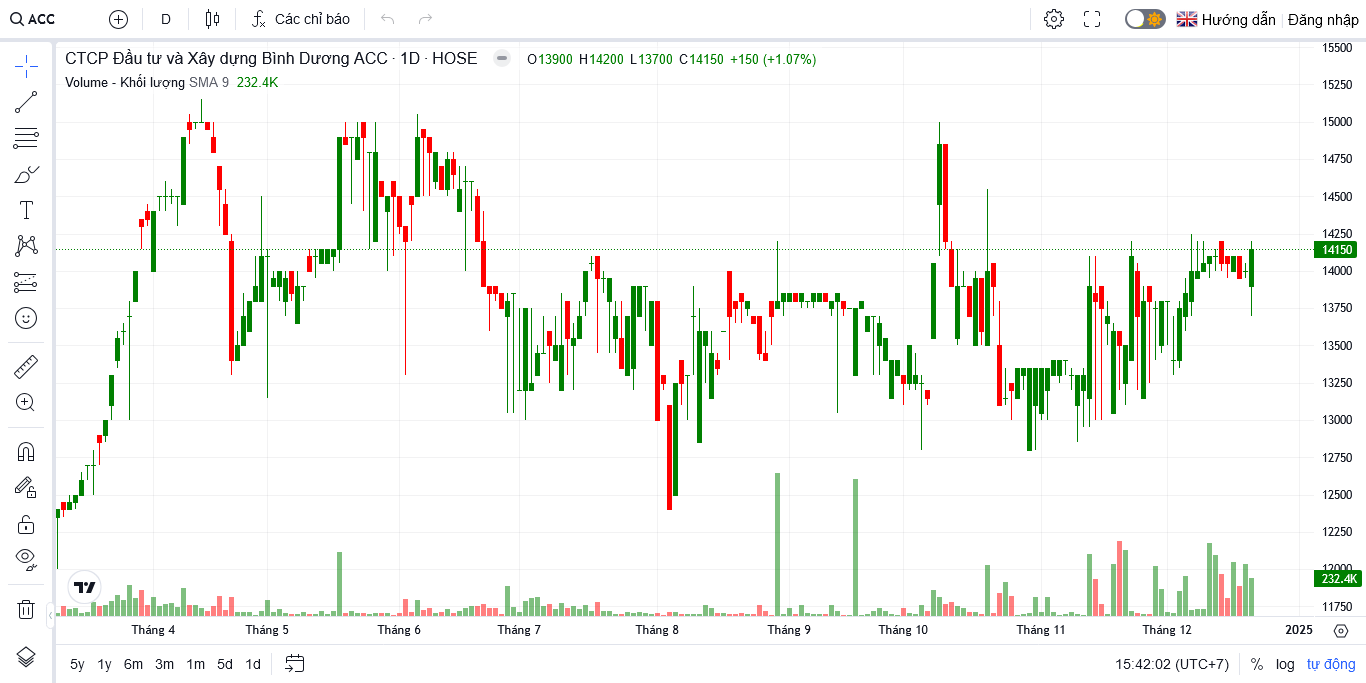 ACC D Các chỉ báo Hướng dẫn Đăng nhập
CTCP Đầu tư và Xây dựng Bình Dương ACC · 1D · HOSE O13900 H14200 L13700 C14150 +150 (+1.07%)
Volume - Khối lượng SMA 9 232.4K
15500
15250
15000
14750
14500
14250
14150
14000
13750
13500
13250
13000
12750
12500
12250
12000
232.4K
11750
Tháng 4 Tháng 5 Tháng 6 Tháng 7 Tháng 8 Tháng 9 Tháng 10 Tháng 11 Tháng 12 2025
5y 1y 6m 3m 1m 5d 1d 15:42:02 (UTC+7) % log tự động